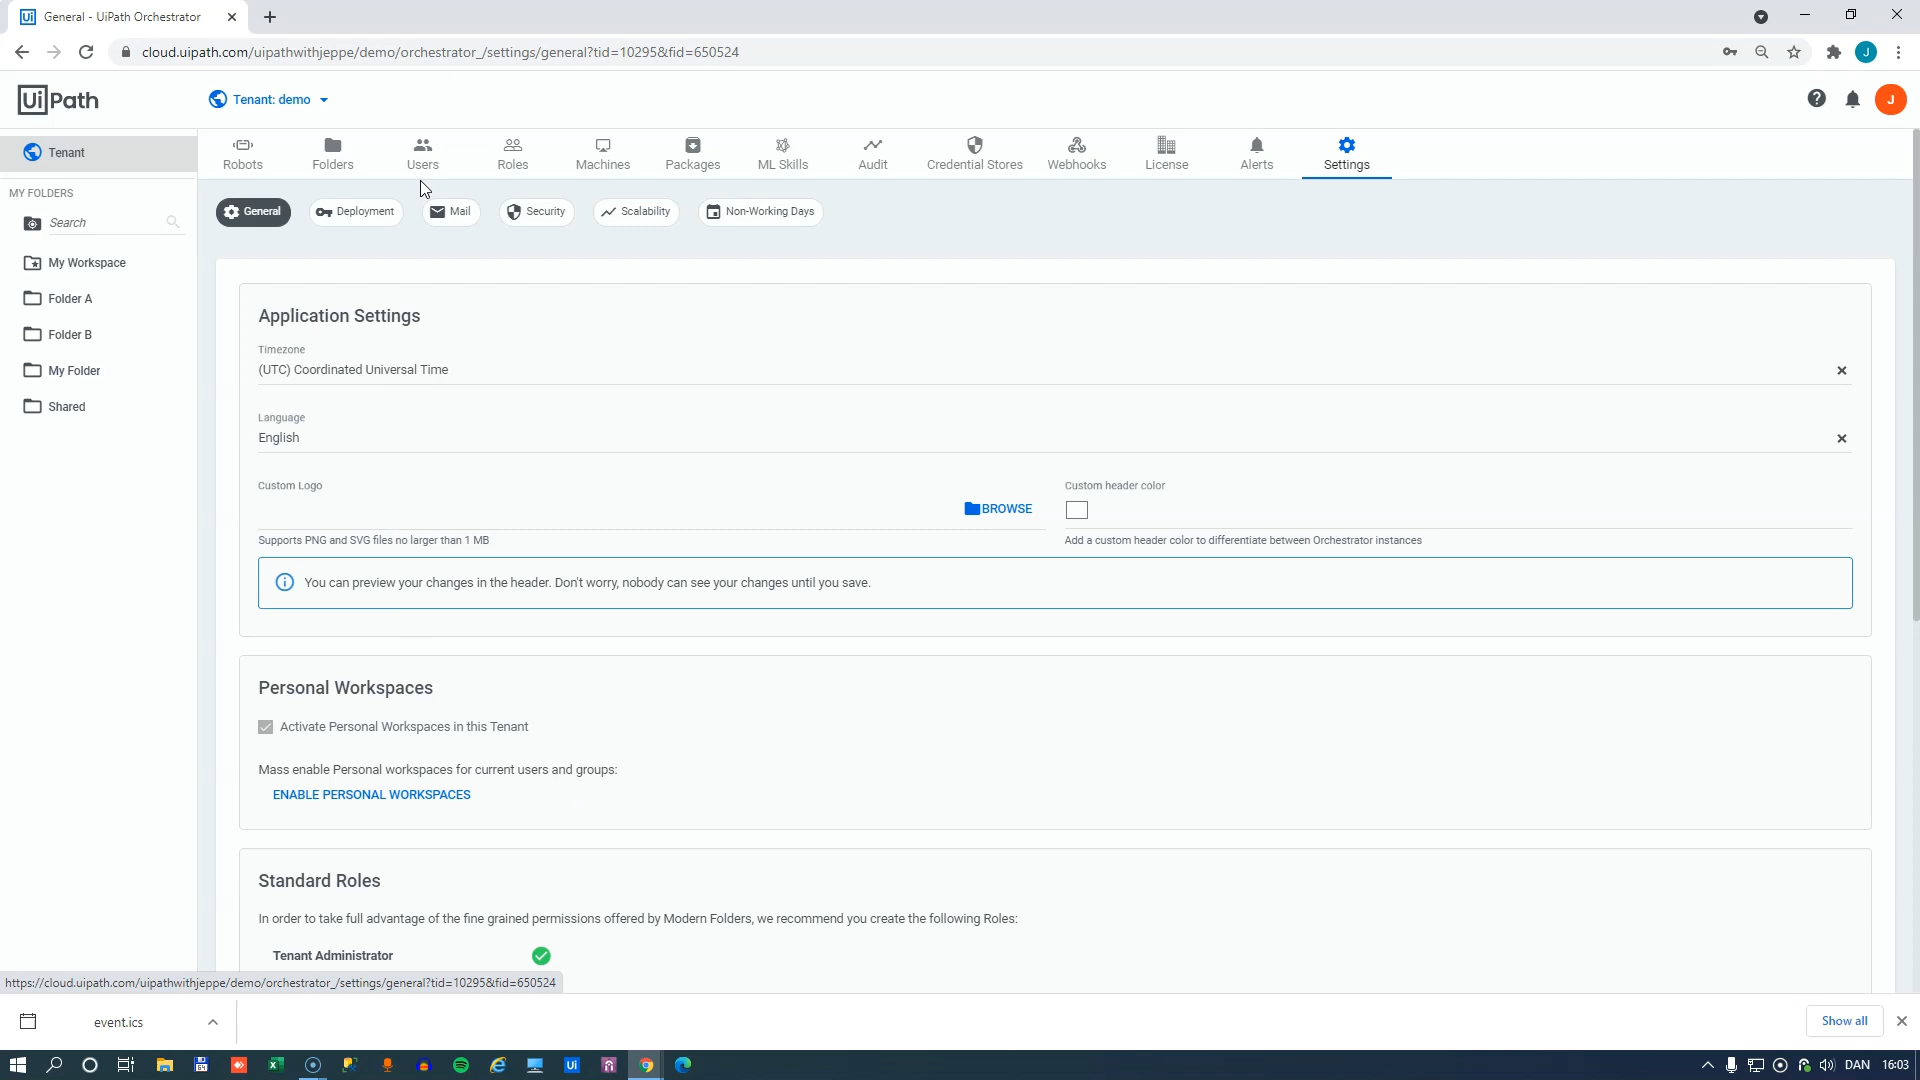 General - UiPath Orchestrator
cloud.uipath.com/uipathwithjeppe/demo/orchestrator_/settings/general?tid=10295&fid=650524
J
UiPath
Tenant: demo
J
Tenant
Robots
Folders
Users
Roles
Machines
Packages
ML Skills
Audit
Credential Stores
Webhooks
License
Alerts
Settings
MY FOLDERS
Search
My Workspace
Folder A
Folder B
My Folder
Shared
General
Deployment
Mail
Security
Scalability
Non-Working Days
Application Settings
Timezone
(UTC) Coordinated Universal Time
Language
English
Custom Logo
BROWSE
Supports PNG and SVG files no larger than 1 MB
Custom header color
Add a custom header color to differentiate between Orchestrator instances
You can preview your changes in the header. Don't worry, nobody can see your changes until you save.
Personal Workspaces
Activate Personal Workspaces in this Tenant
Mass enable Personal workspaces for current users and groups:
ENABLE PERSONAL WORKSPACES
Standard Roles
In order to take full advantage of the fine grained permissions offered by Modern Folders, we recommend you create the following Roles:
Tenant Administrator
https://cloud.uipath.com/uipathwithjeppe/demo/orchestrator_/settings/general?tid=10295&fid=650524
event.ics
Show all
DAN
16:03